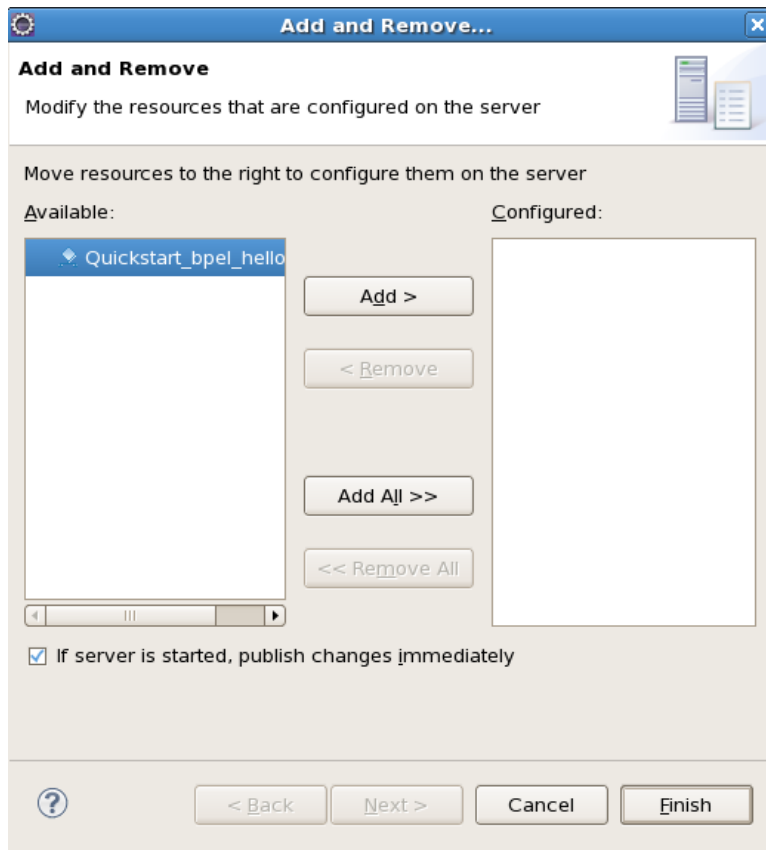 Add and Remove...
Add and Remove
Modify the resources that are configured on the server
Move resources to the right to configure them on the server
Available:
Configured:
Quickstart_bpel_hello
Add >
< Remove
Add All >>
<< Remove All
If server is started, publish changes immediately
?
< Back
Next >
Cancel
Finish